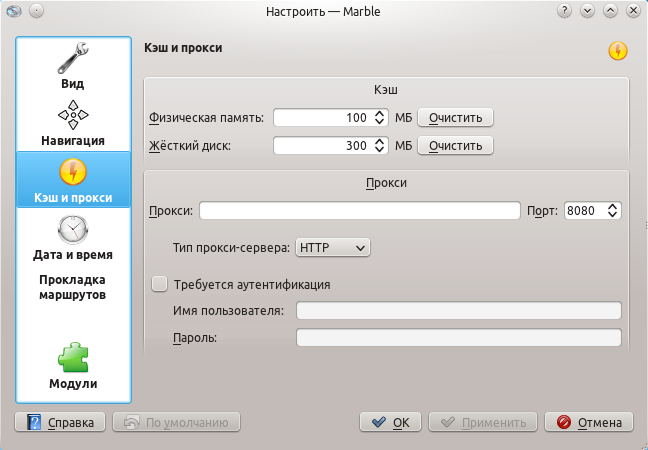 Настроить — Marble
Вид
Навигация
Кэш и прокси
Дата и время
Прокладка
маршрутов
Модули
Кэш и прокси
Кэш
Физическая память: 100 МБ Очистить
Жёсткий диск: 300 МБ Очистить
Прокси
Прокси: Порт: 8080
Тип прокси-сервера: HTTP
Требуется аутентификация
Имя пользователя:
Пароль:
Справка По умолчанию OK Применить Отмена